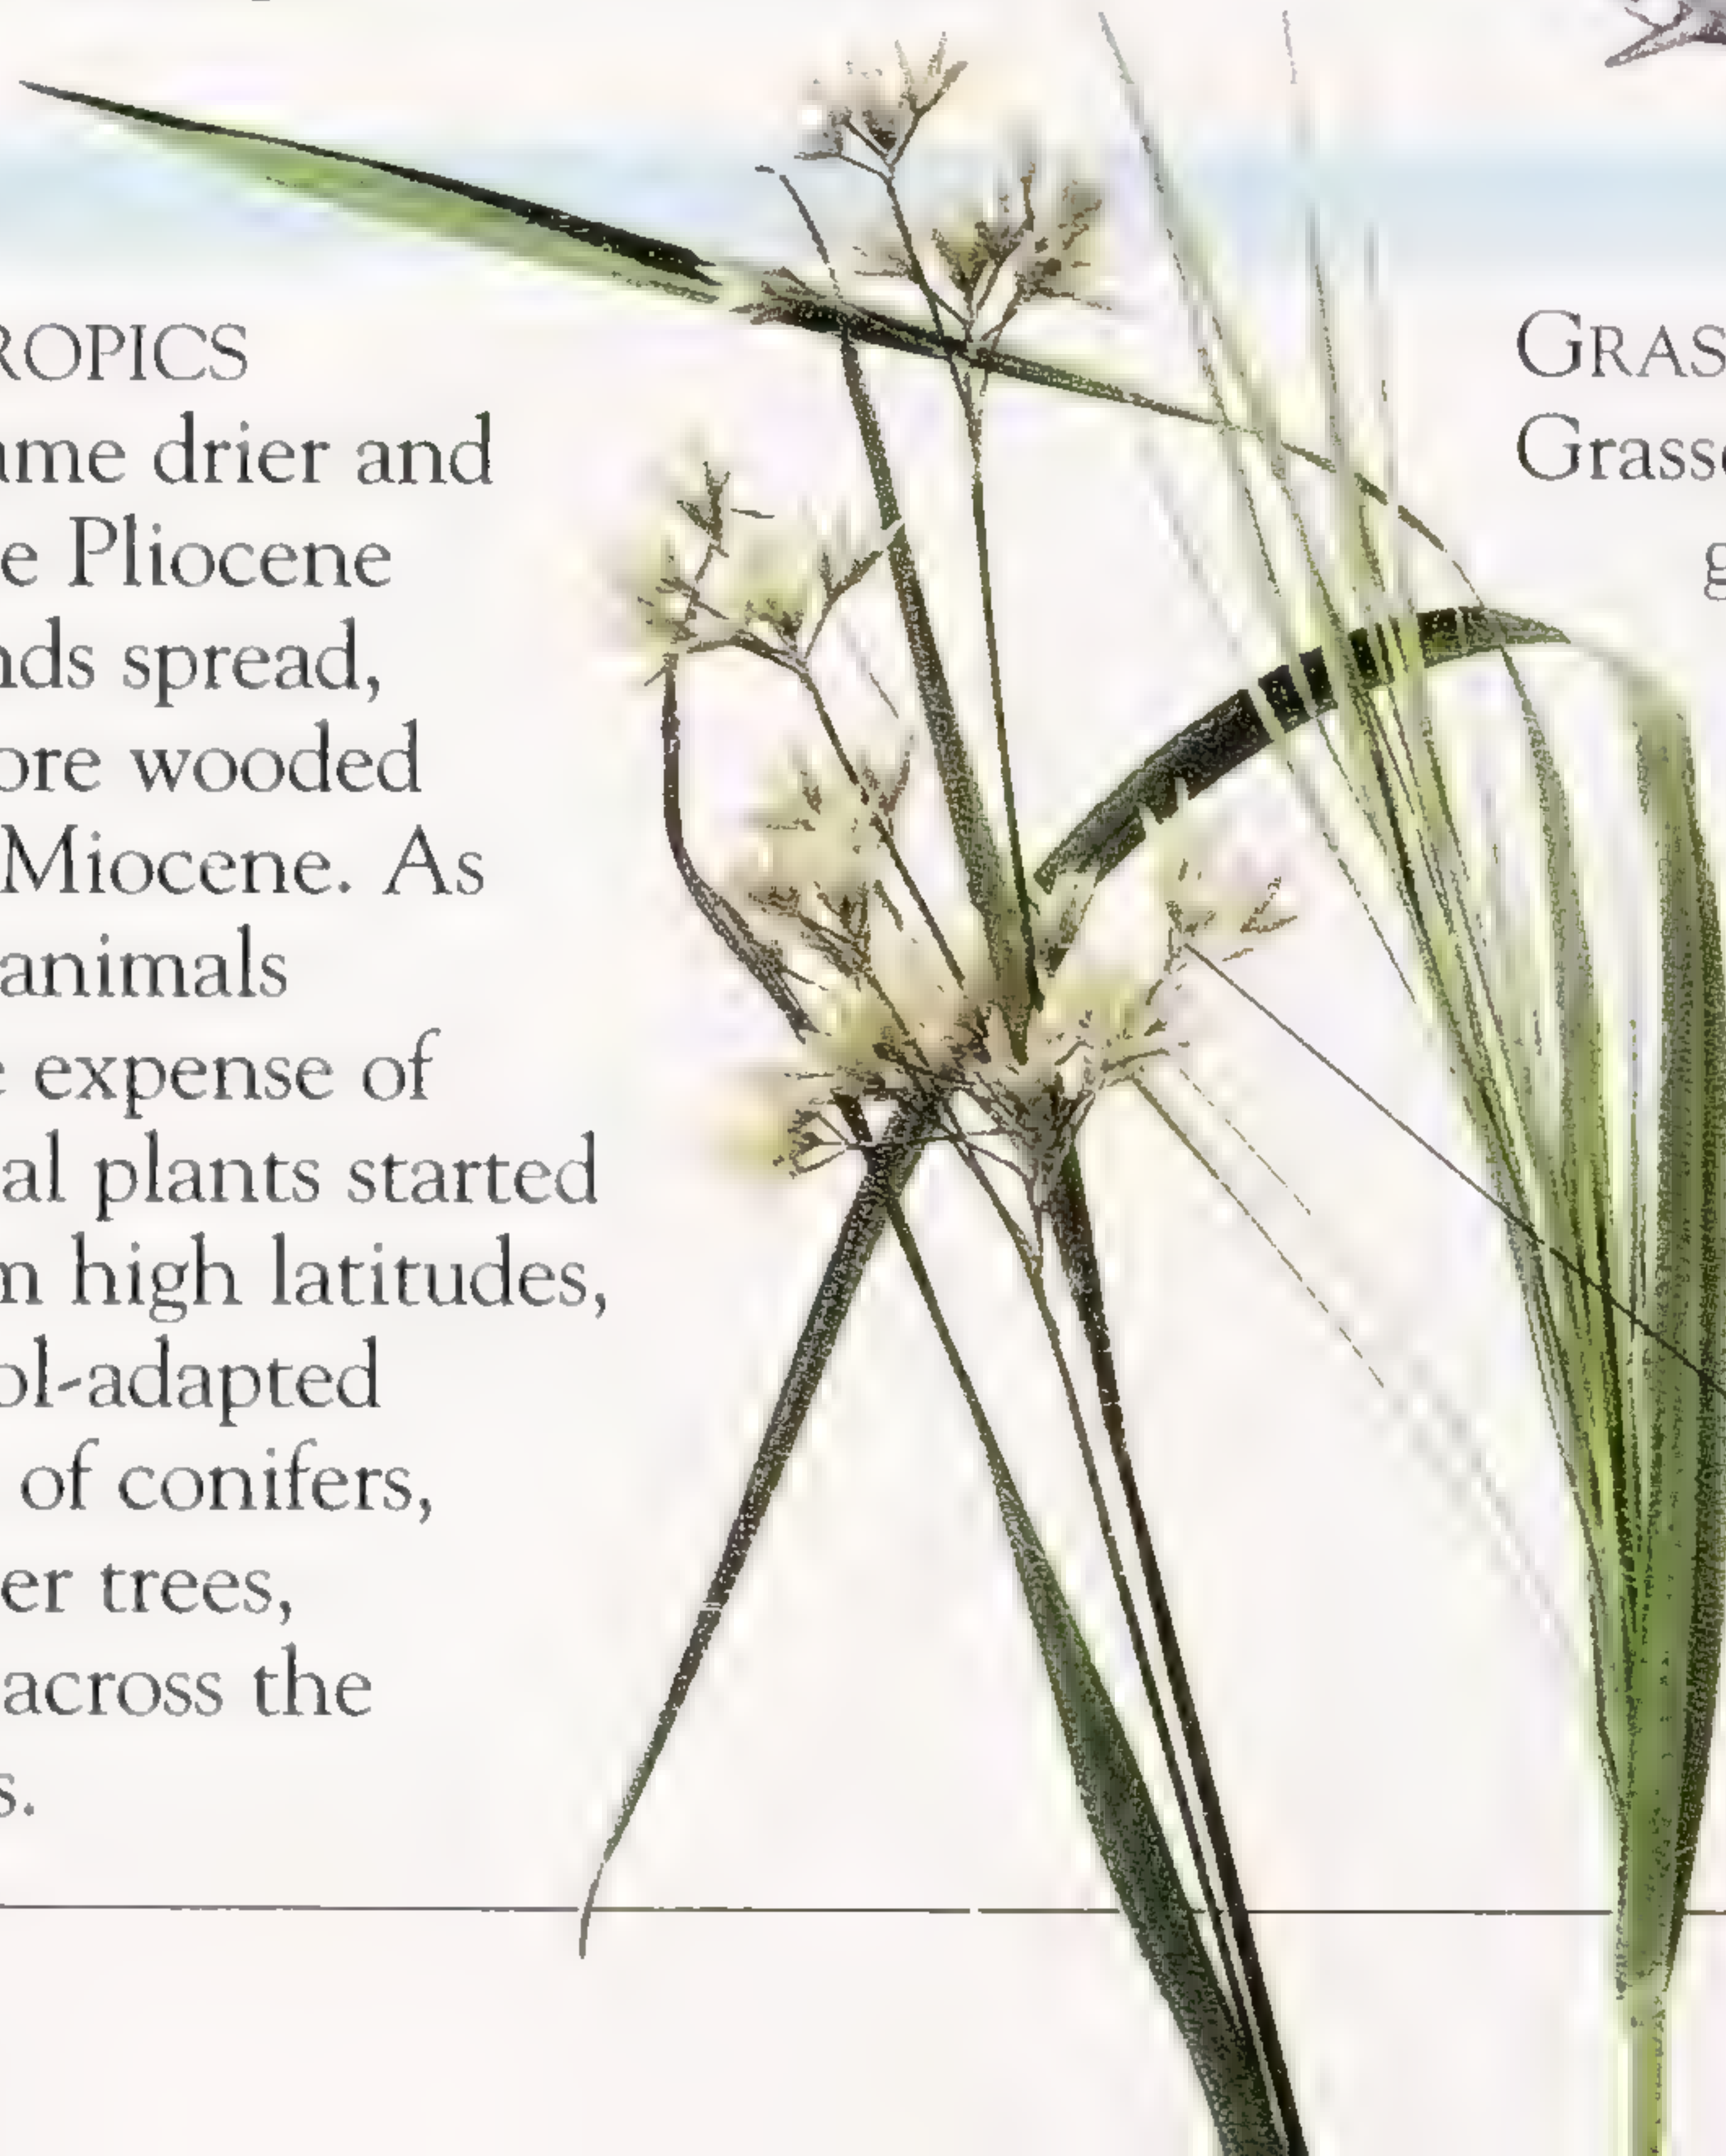 ROPICS
ame drier and
e Pliocene
nds spread,
ore wooded
Miocene. As
animals
e expense of
al plants started
m high latitudes,
ol-adapted
of conifers,
er trees,
across the
s.
GRAS
Grasse
g